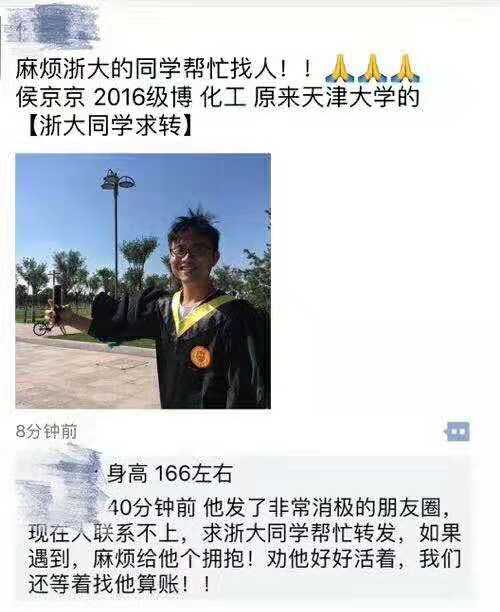 麻烦浙大的同学帮忙找人！！🙏🙏🙏
侯京京 2016级博 化工 原来天津大学的
【浙大同学求转】
8分钟前
身高 166左右
40分钟前 他发了非常消极的朋友圈，
现在人联系不上，求浙大同学帮忙转发，如果
遇到，麻烦给他个拥抱！劝他好好活着，我们
还等着找他算账！！